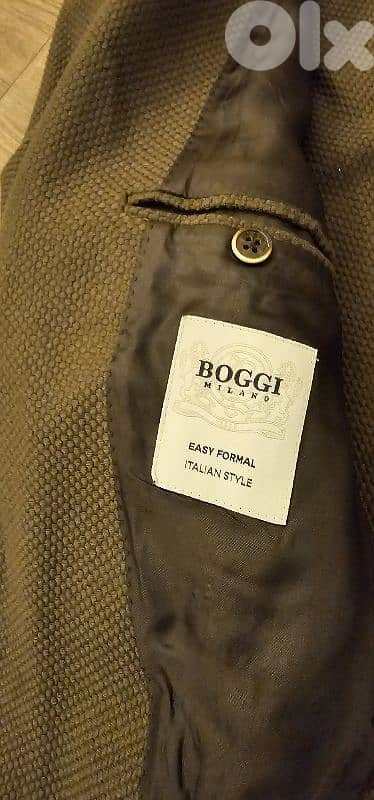 OLX
BOGGI
MILANO
EASY FORMAL
ITALIAN STYLE